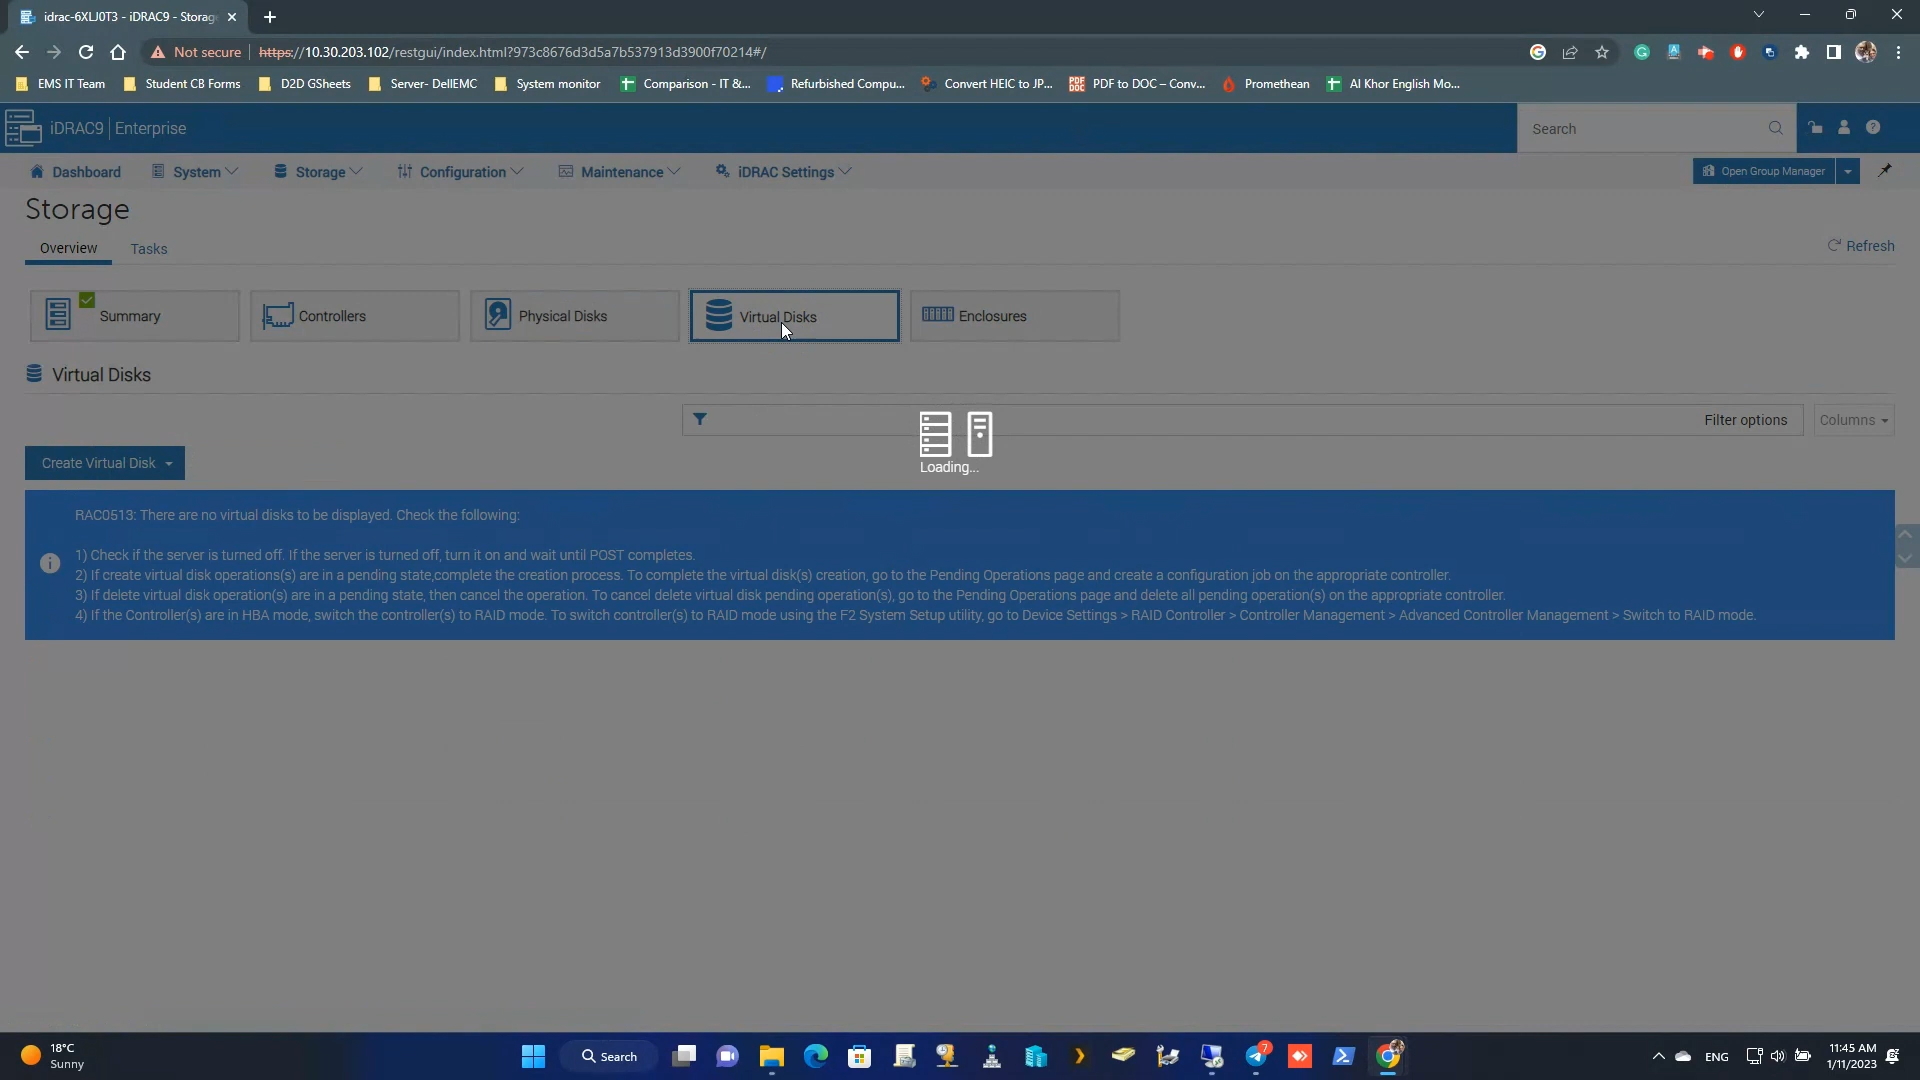 idrac-6XLJ0T3 - iDRAC9 - Storag
Not secure
https://10.30.203.102/restgui/index.html?973c8676d3d5a7b537913d3900f70214#/
EMS IT Team
Student CB Forms
D2D GSheets
Server- DellEMC
System monitor
Comparison - IT &...
Refurbished Compu...
Convert HEIC to JP...
PDF to DOC – Conv...
Promethean
Al Khor English Mo...
iDRAC9 | Enterprise
Search
Dashboard
System
Storage
Configuration
Maintenance
iDRAC Settings
Open Group Manager
Storage
Overview
Tasks
Refresh
Summary
Controllers
Physical Disks
Virtual Disks
Enclosures
Virtual Disks
Filter options
Columns
Loading...
Create Virtual Disk
RAC0513: There are no virtual disks to be displayed. Check the following:
1) Check if the server is turned off. If the server is turned off, turn it on and wait until POST completes.
2) If create virtual disk operations(s) are in a pending state,complete the creation process. To complete the virtual disk(s) creation, go to the Pending Operations page and create a configuration job on the appropriate controller.
3) If delete virtual disk operation(s) are in a pending state, then cancel the operation. To cancel delete virtual disk pending operation(s), go to the Pending Operations page and delete all pending operation(s) on the appropriate controller.
4) If the Controller(s) are in HBA mode, switch the controller(s) to RAID mode. To switch controller(s) to RAID mode using the F2 System Setup utility, go to Device Settings > RAID Controller > Controller Management > Advanced Controller Management > Switch to RAID mode.
18°C
Sunny
Search
7
ENG
11:45 AM
1/11/2023